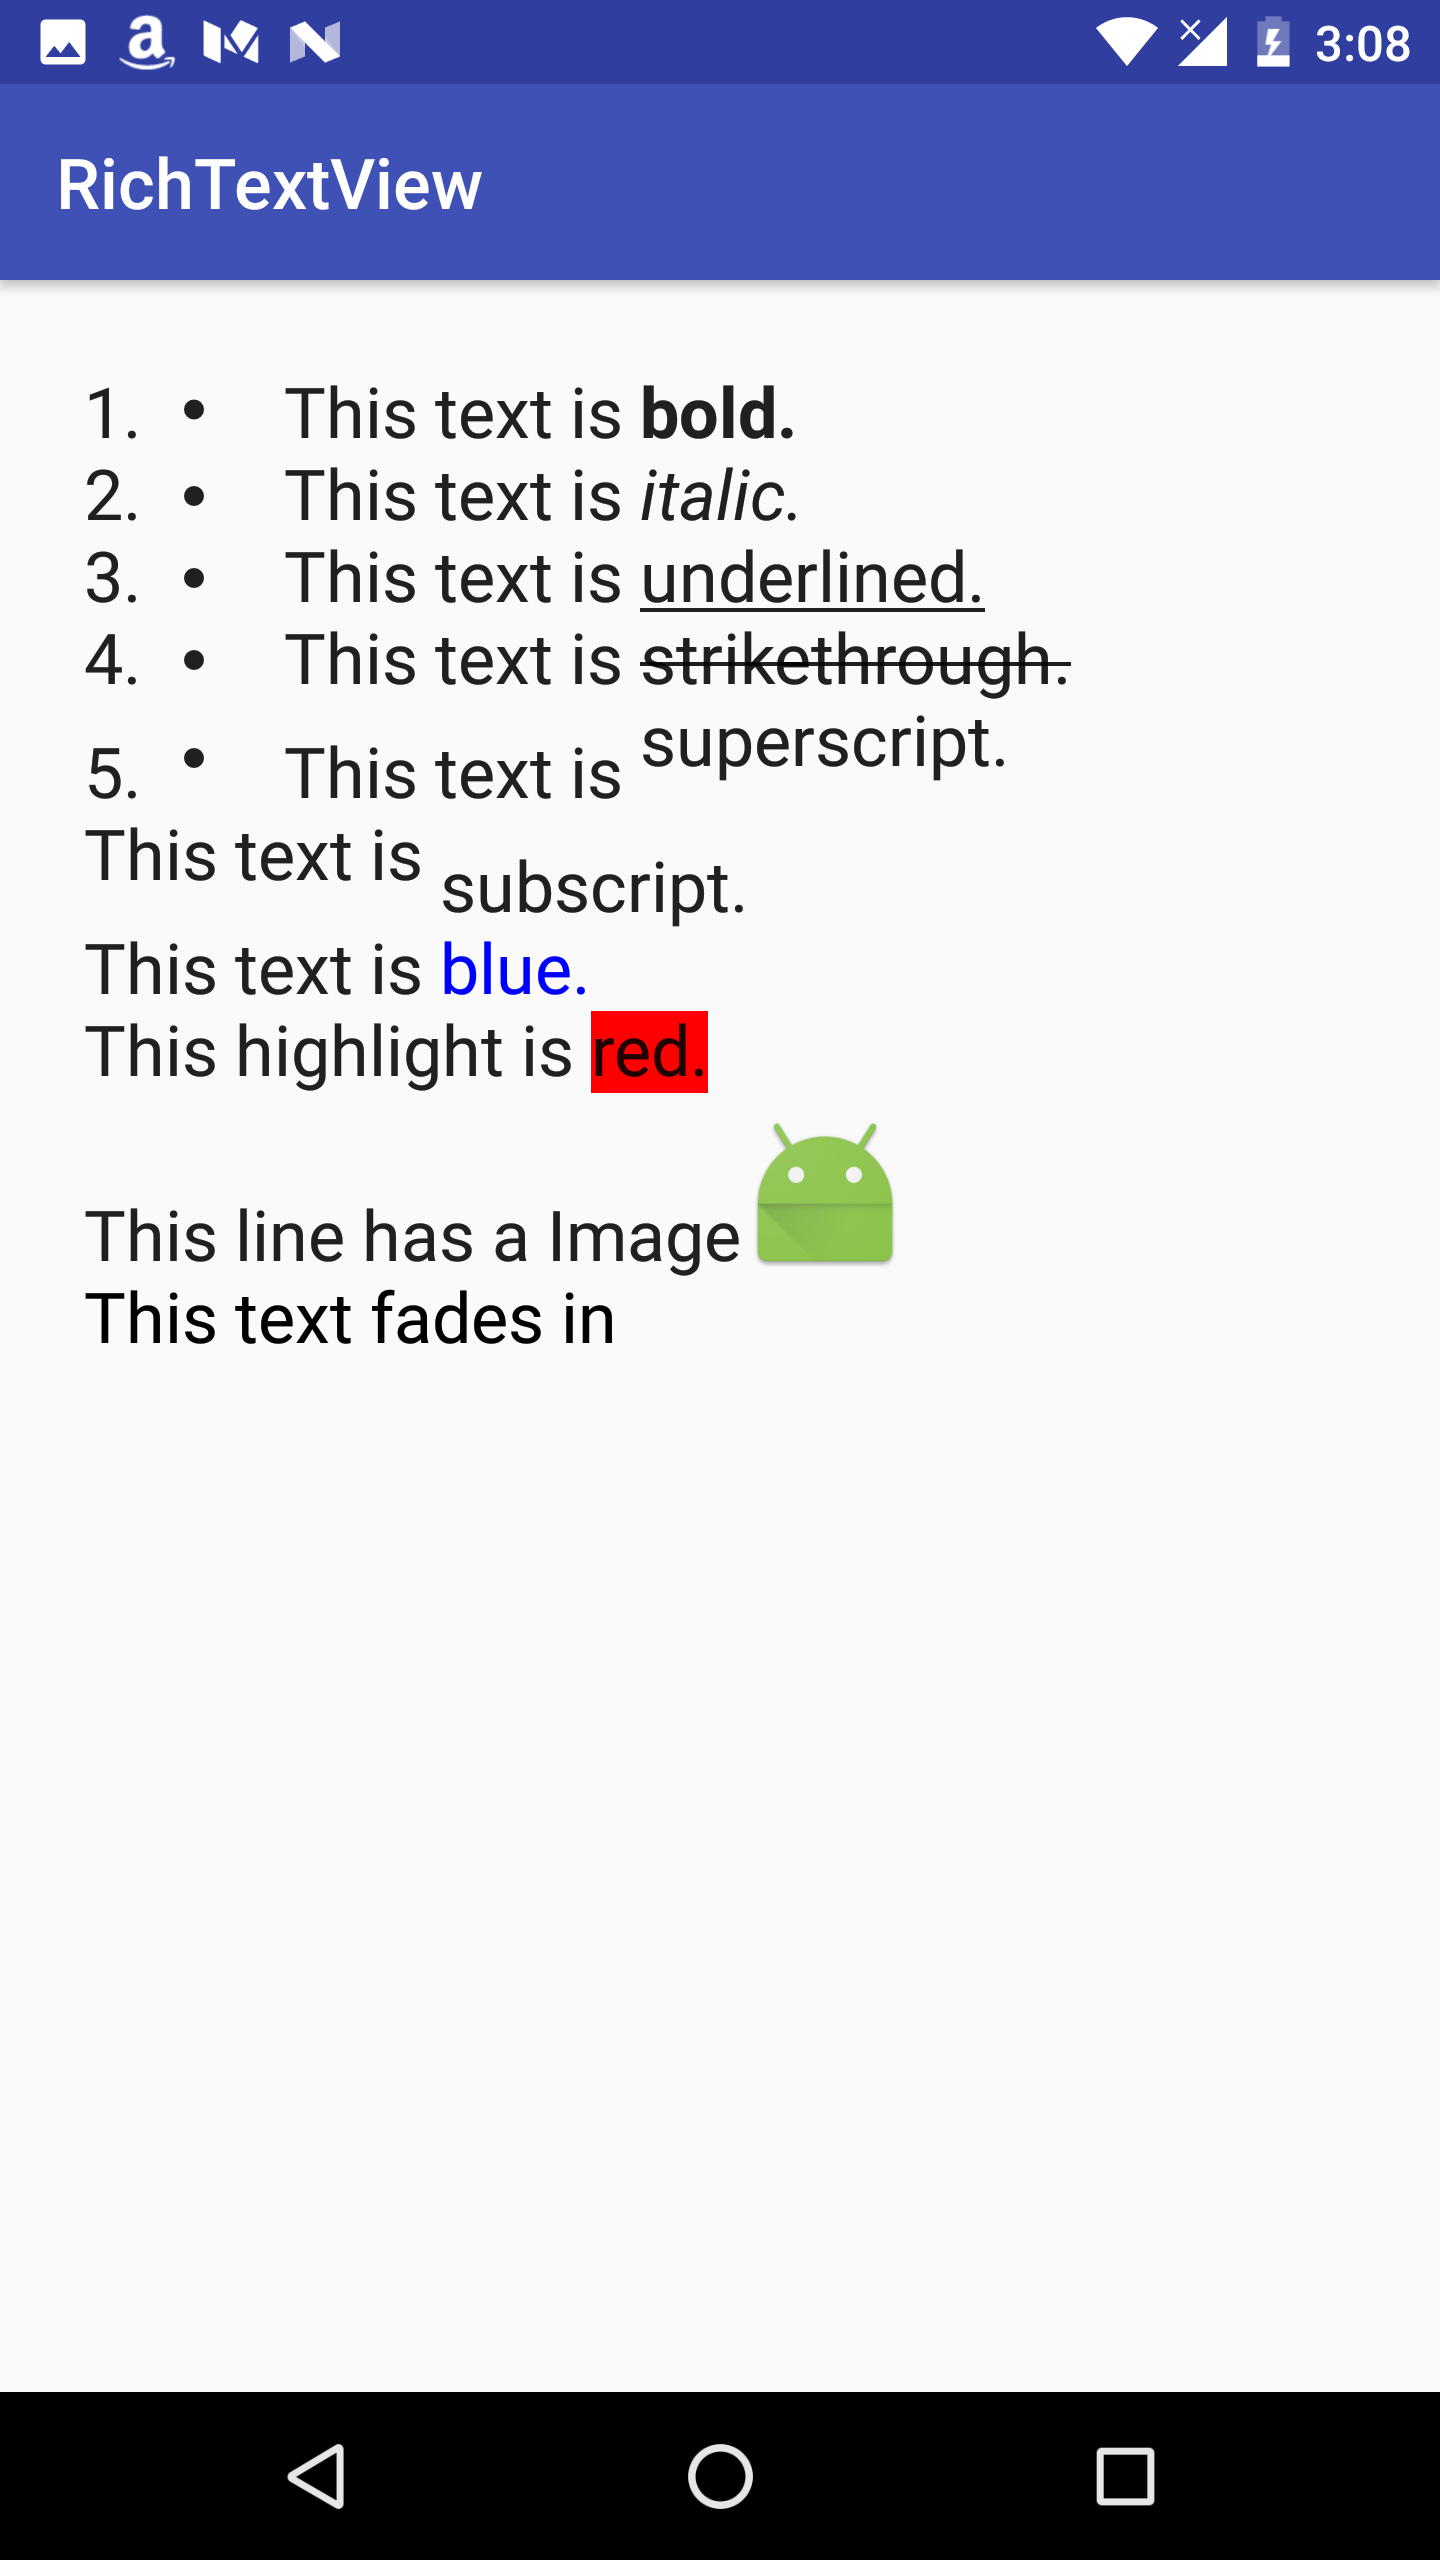 3:08
RichTextView
1. • This text is bold.
2. • This text is italic.
3. • This text is underlined.
4. • This text is strikethrough.
5. • This text is superscript.
This text is subscript.
This text is blue.
This highlight is red.
This line has a Image
This text fades in